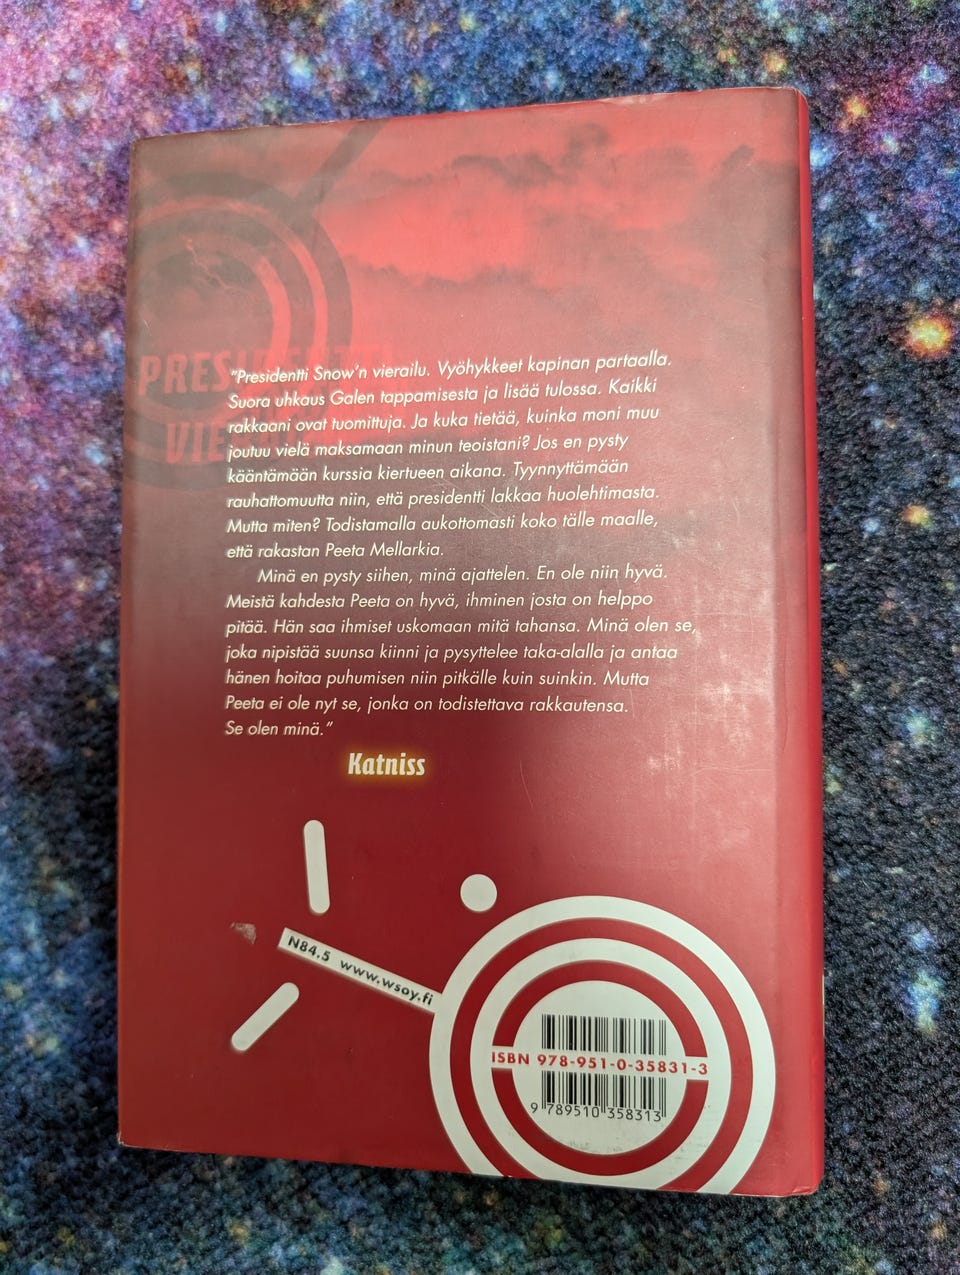 PRESIDENTTI
"Presidentti Snow'n vierailu. Vyöhykkeet kapinan partaalla.
Suora uhkaus Galen tappamisesta ja lisää tulossa. Kaikki
rakkaani ovat tuomittuja. Ja kuka tietää, kuinka moni muu
joutuu vielä maksamaan minun teoistani? Jos en pysty
kääntämään kurssia kiertueen aikana. Tyynnyttämään
rauhattomuutta niin, että presidentti lakkaa huolehtimasta.
Mutta miten? Todistamalla aukottomasti koko tälle maalle,
että rakastan Peeta Mellarkia.
Minä en pysty siihen, minä ajattelen. En ole niin hyvä.
Meistä kahdesta Peeta on hyvä, ihminen josta on helppo
pitää. Hän saa ihmiset uskomaan mitä tahansa. Minä olen se,
joka nipistää suunsa kiinni ja pysyttelee taka-alalla ja antaa
hänen hoitaa puhumisen niin pitkälle kuin suinkin. Mutta
Peeta ei ole nyt se, jonka on todistettava rakkautensa.
Se olen minä."
Katniss
N84.5 www.wsoy.fi
ISBN 978-951-0-35831-3
9 789510 358313